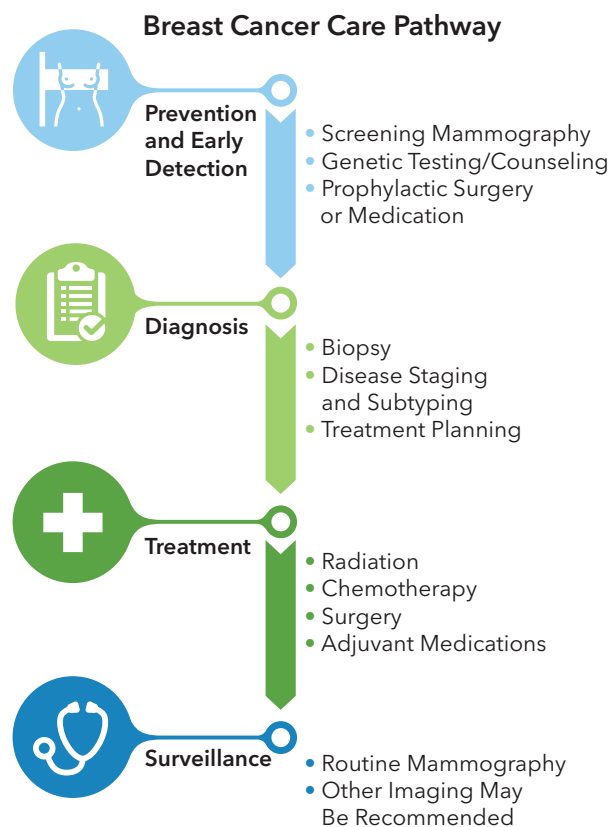 Breast Cancer Care Pathway
Prevention
and Early
Detection
• Screening Mammography
• Genetic Testing/Counseling
• Prophylactic Surgery
or Medication
Diagnosis
• Biopsy
• Disease Staging
and Subtyping
• Treatment Planning
Treatment
• Radiation
• Chemotherapy
• Surgery
• Adjuvant Medications
Surveillance
• Routine Mammography
• Other Imaging May
Be Recommended